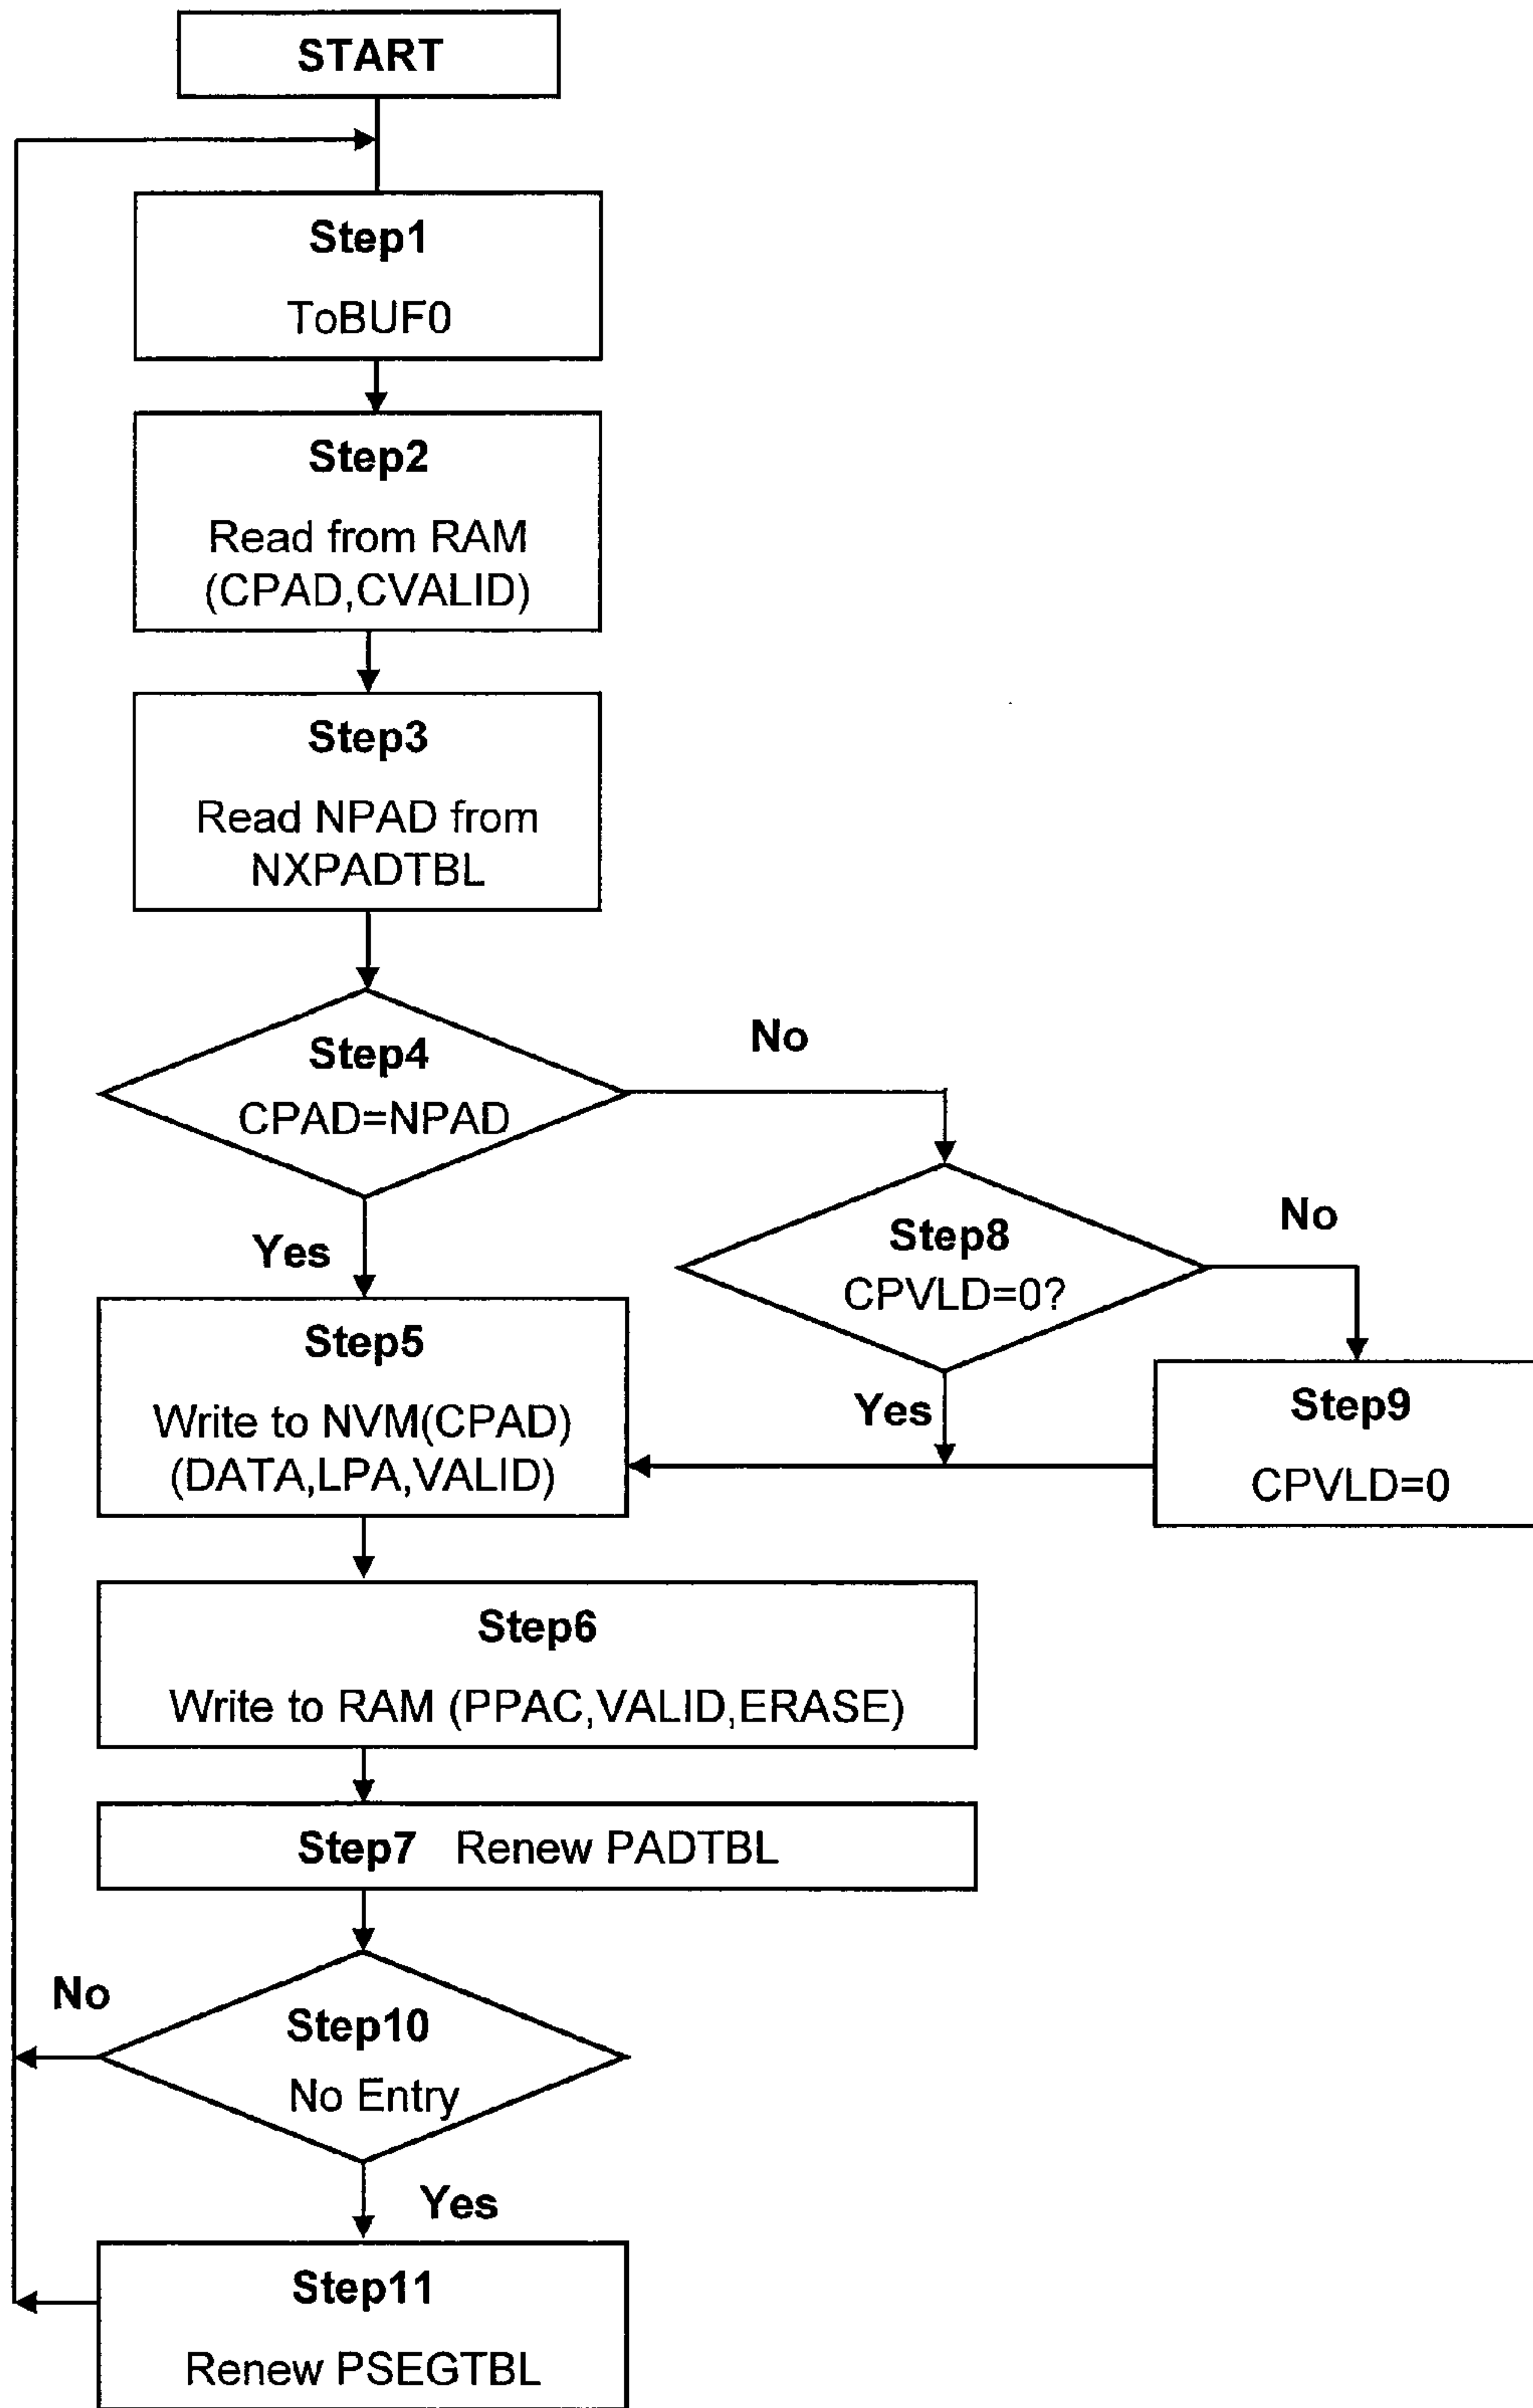 START
Step1
ToBUF0
Step2
Read from RAM
(CPAD,CVALID)
Step3
Read NPAD from
NXPADTBL
Step4
CPAD=NPAD
No
Yes
Step8
CPVLD=0?
No
Yes
Step9
CPVLD=0
Step5
Write to NVM(CPAD)
(DATA,LPA,VALID)
Step6
Write to RAM (PPAC,VALID,ERASE)
Step7 Renew PADTBL
Step10
No Entry
No
Yes
Step11
Renew PSEGTBL